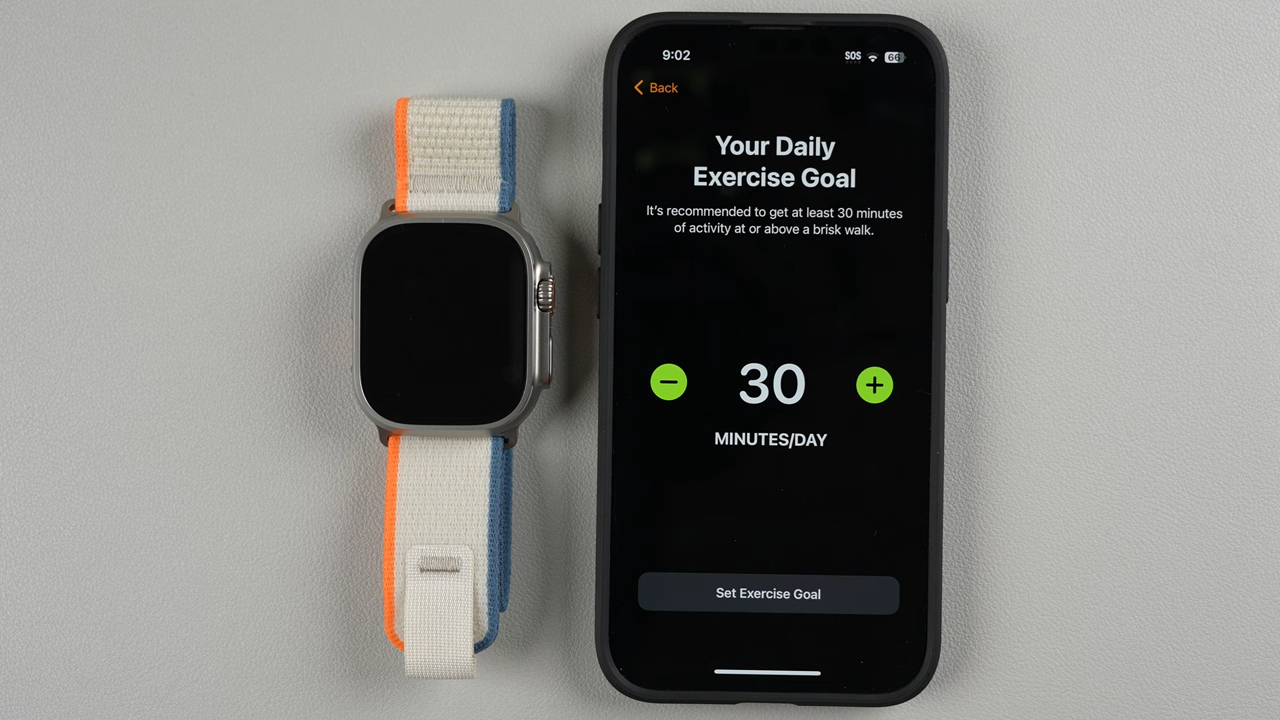 9:02
SOS
66
Back
Your Daily
Exercise Goal
It's recommended to get at least 30 minutes
of activity at or above a brisk walk.
30
MINUTES/DAY
Set Exercise Goal